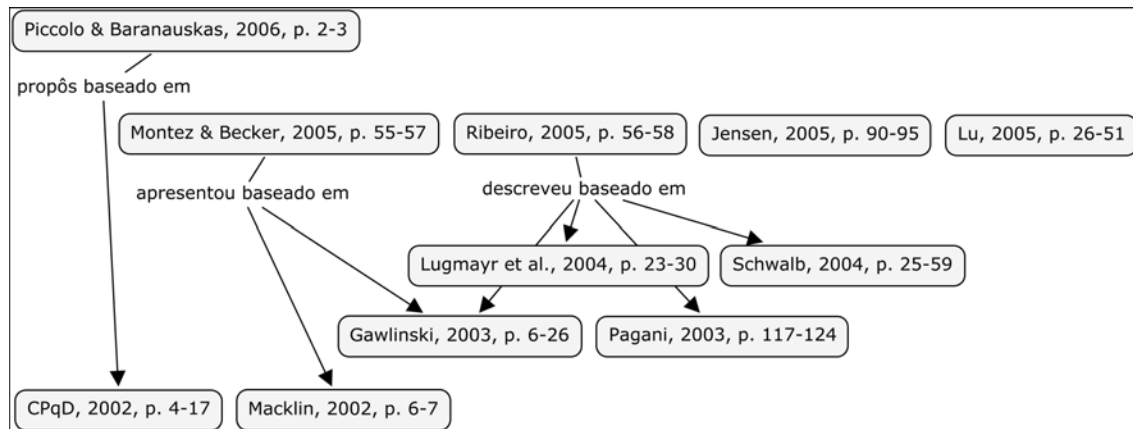 Piccolo & Baranauskas, 2006, p. 2-3
propôs baseado em
Montez & Becker, 2005, p. 55-57
Ribeiro, 2005, p. 56-58
Jensen, 2005, p. 90-95
Lu, 2005, p. 26-51
apresentou baseado em
descreveu baseado em
Lugmayr et al., 2004, p. 23-30
Schwalb, 2004, p. 25-59
Gawlinski, 2003, p. 6-26
Pagani, 2003, p. 117-124
CPqD, 2002, p. 4-17
Macklin, 2002, p. 6-7